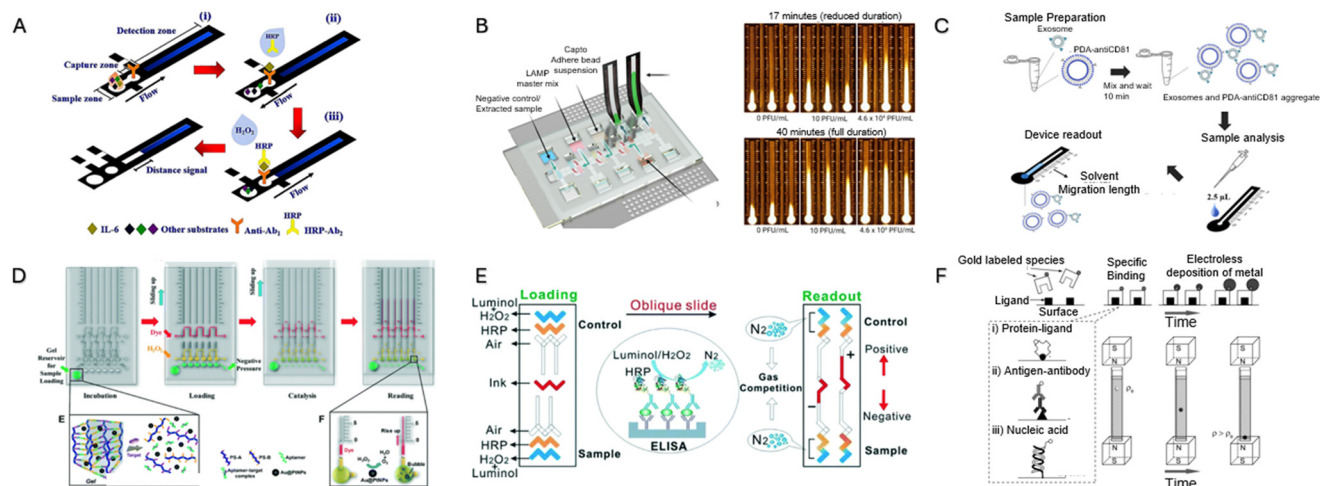 A
(i)
Detection zone
Capture zone
Sample zone
Flow
(ii)
HRP
Flow
(iii)
H₂O₂
HRP
Flow
Distance signal
IL-6
Other substrates
Anti-Ab₁
HRP
HRP-Ab₂
B
Capto
Adhere bead
suspension
LAMP
master mix
Negative control/
Extracted sample
17 minutes (reduced duration)
0 PFU/mL
10 PFU/mL
40 minutes (full duration)
0 PFU/mL
10 PFU/mL
C
Sample Preparation
Exosome
PDA-antiCD81
Mix and wait
10 min
Exosomes and PDA-antiCD81 aggregate
Device readout
Sample analysis
Solvent
Migration length
2.5 µL
D
Sliding up
Sliding up
Dye
H₂O₂
Gel
Reservoir
for Sample
Loading
Negative
Pressure
Incubation
Loading
Catalysis
Reading
E
Target
Gel
PS-A
PS-B
Aptamer
Aptamer-target
complex
Au@PtNPs
F
Rise up
Dye
H₂O₂
H₂O
O₂
Au@PtNPs
Bubble
E
Loading
Luminol
H₂O₂
HRP
Air
Ink
Air
HRP
H₂O₂
+
Luminol
Control
Sample
Oblique slide
Luminol/H₂O₂
N₂
HRP
ELISA
Readout
N₂
Gas
Competition
N₂
Control
+
Positive
−
Negative
Sample
F
Gold labeled species
Ligand
Surface
Specific
Binding
Electroless
deposition of metal
Time
i) Protein-ligand
ii) Antigen-antibody
iii) Nucleic acid
S
N
N
S
S
N
N
S
S
N
N
S
Time